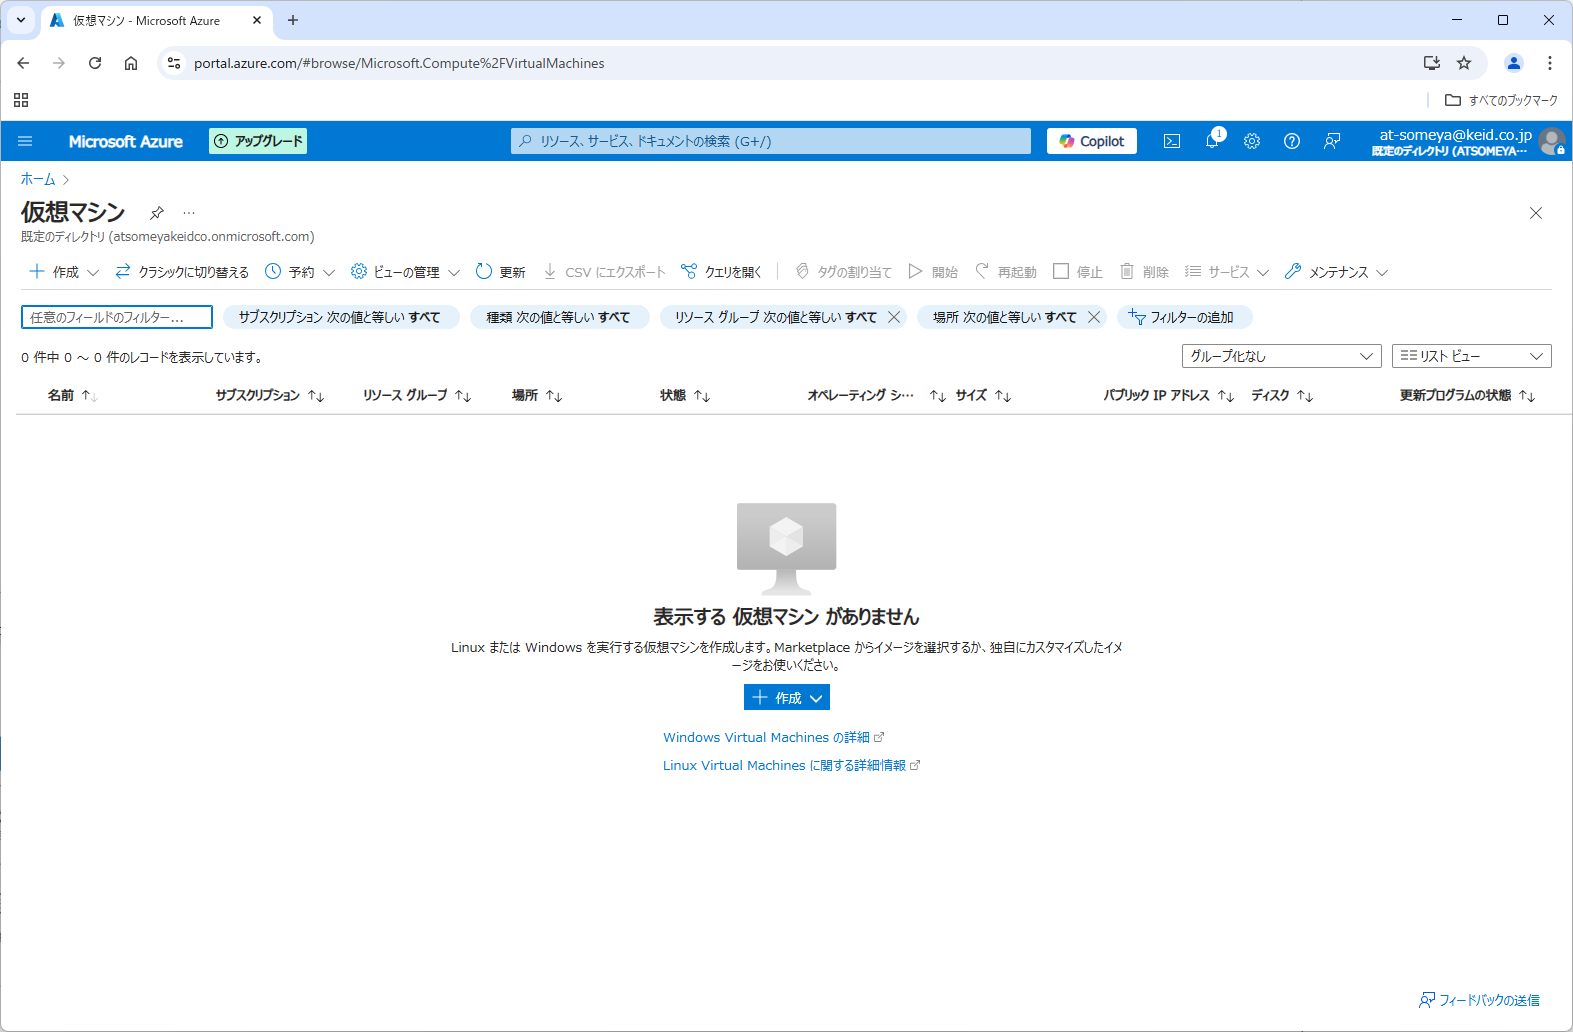 仮想マシン - Microsoft Azure
portal.azure.com/#browse/Microsoft.Compute%2FVirtualMachines
すべてのブックマーク
Microsoft Azure
アップグレード
リソース、サービス、ドキュメントの検索 (G+/)
Copilot
1
at-someya@keid.co.jp
既定のディレクトリ (ATSOMEYA…
ホーム
仮想マシン
既定のディレクトリ (atsomeyakeidco.onmicrosoft.com)
作成 クラシックに切り替える 予約 ビューの管理 更新 CSV にエクスポート クエリを開く タグの割り当て 開始 再起動 停止 削除 サービス メンテナンス
任意のフィールドのフィルター... サブスクリプション 次の値と等しい すべて 種類 次の値と等しい すべて リソース グループ 次の値と等しい すべて 場所 次の値と等しい すべて フィルターの追加
0 件中 0 ～ 0 件のレコードを表示しています。
グループ化なし
リスト ビュー
名前 サブスクリプション リソース グループ 場所 状態 オペレーティング シ… サイズ パブリック IP アドレス ディスク 更新プログラムの状態
表示する 仮想マシン がありません
Linux または Windows を実行する仮想マシンを作成します。Marketplace からイメージを選択するか、独自にカスタマイズしたイメ
ージをお使いください。
作成
Windows Virtual Machines の詳細
Linux Virtual Machines に関する詳細情報
フィードバックの送信